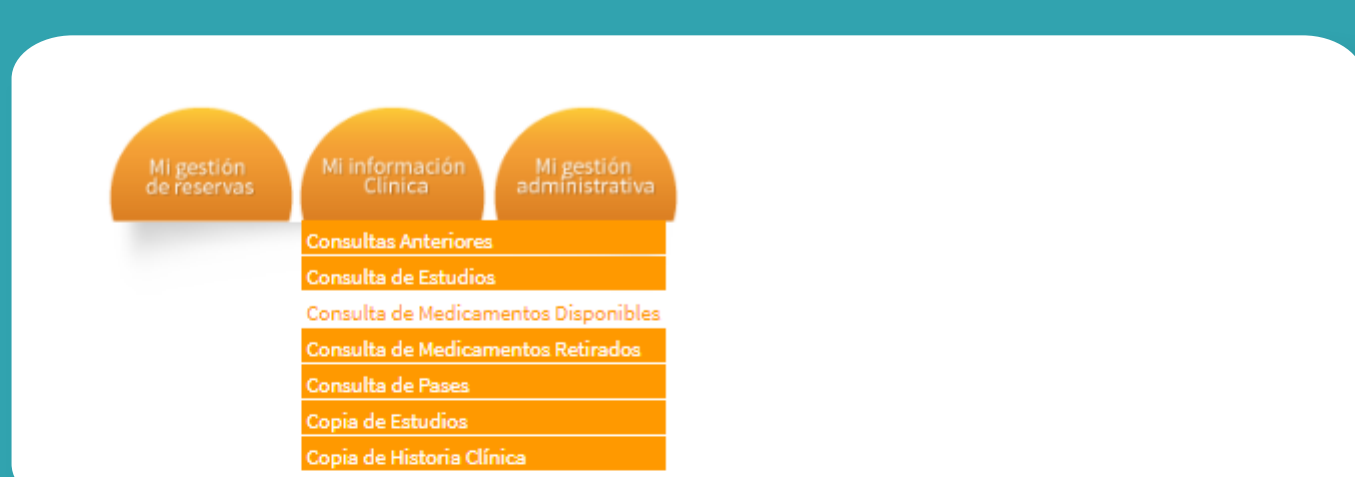 Mi gestión
de reservas
Mi información
Clínica
Mi gestión
administrativa
Consultas Anteriores
Consulta de Estudios
Consulta de Medicamentos Disponibles
Consulta de Medicamentos Retirados
Consulta de Pases
Copia de Estudios
Copia de Historia Clínica